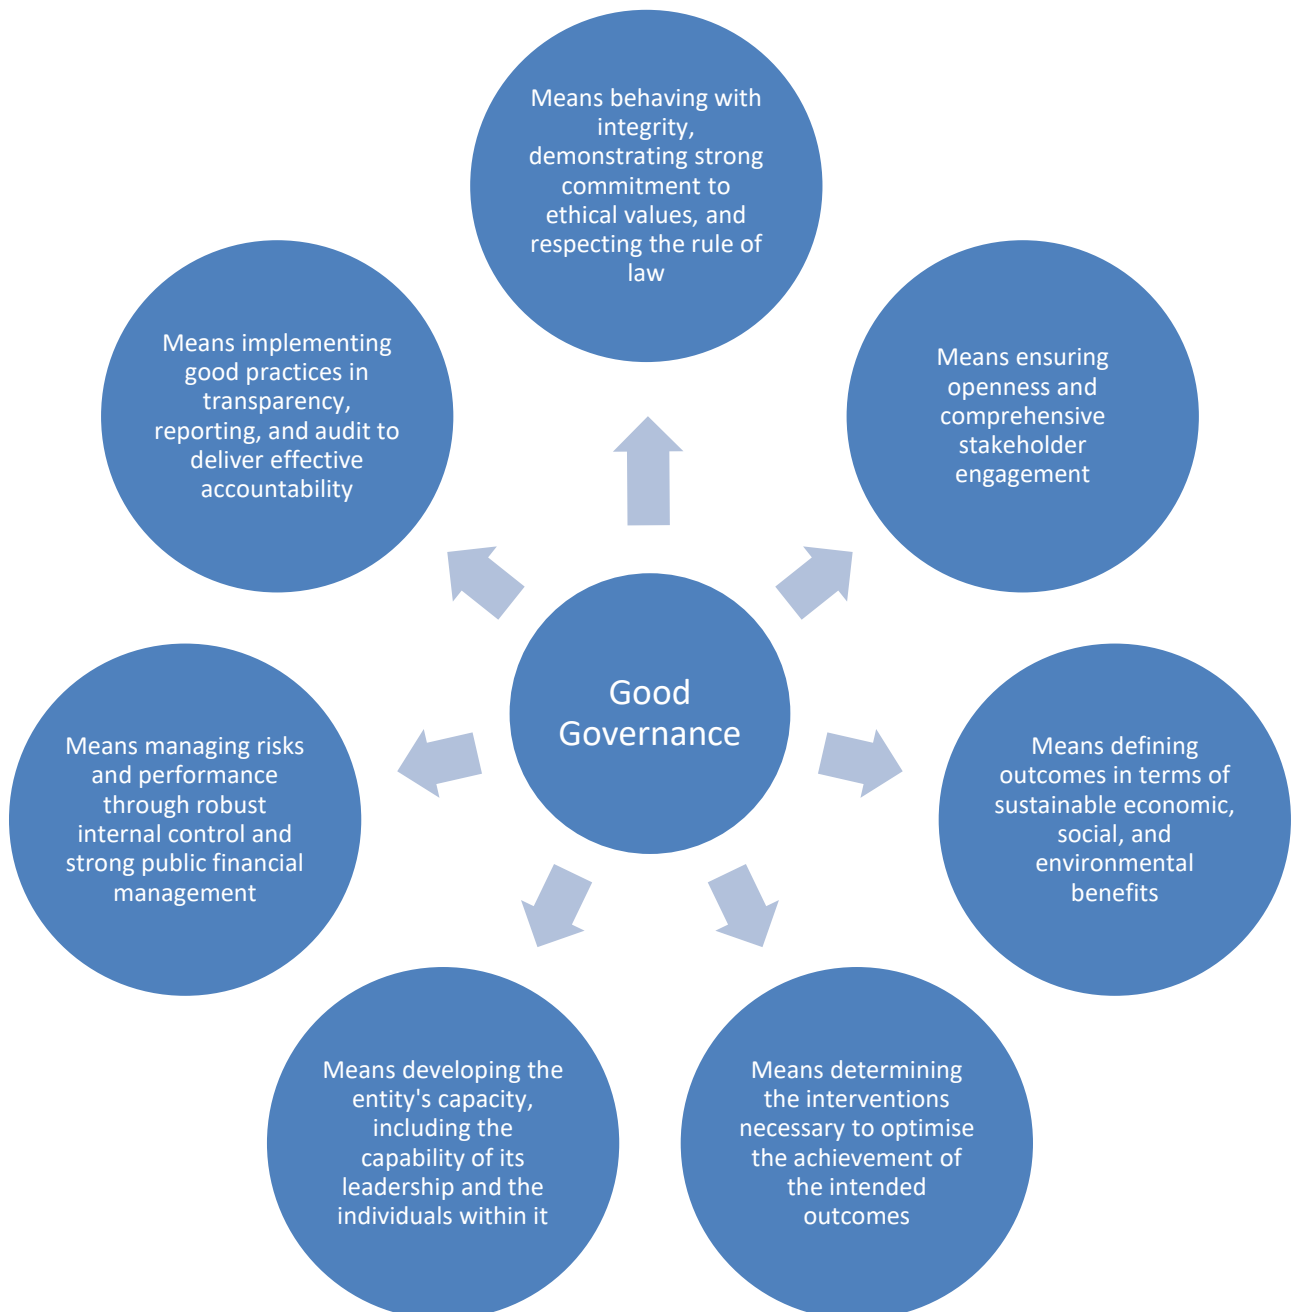 Means behaving with
integrity,
demonstrating strong
commitment to
ethical values, and
respecting the rule of
law
Means ensuring
openness and
comprehensive
stakeholder
engagement
Means defining
outcomes in terms of
sustainable economic,
social, and
environmental
benefits
Means determining
the interventions
necessary to optimise
the achievement of
the intended
outcomes
Means developing the
entity's capacity,
including the
capability of its
leadership and the
individuals within it
Means managing risks
and performance
through robust
internal control and
strong public financial
management
Means implementing
good practices in
transparency,
reporting, and audit to
deliver effective
accountability
Good
Governance